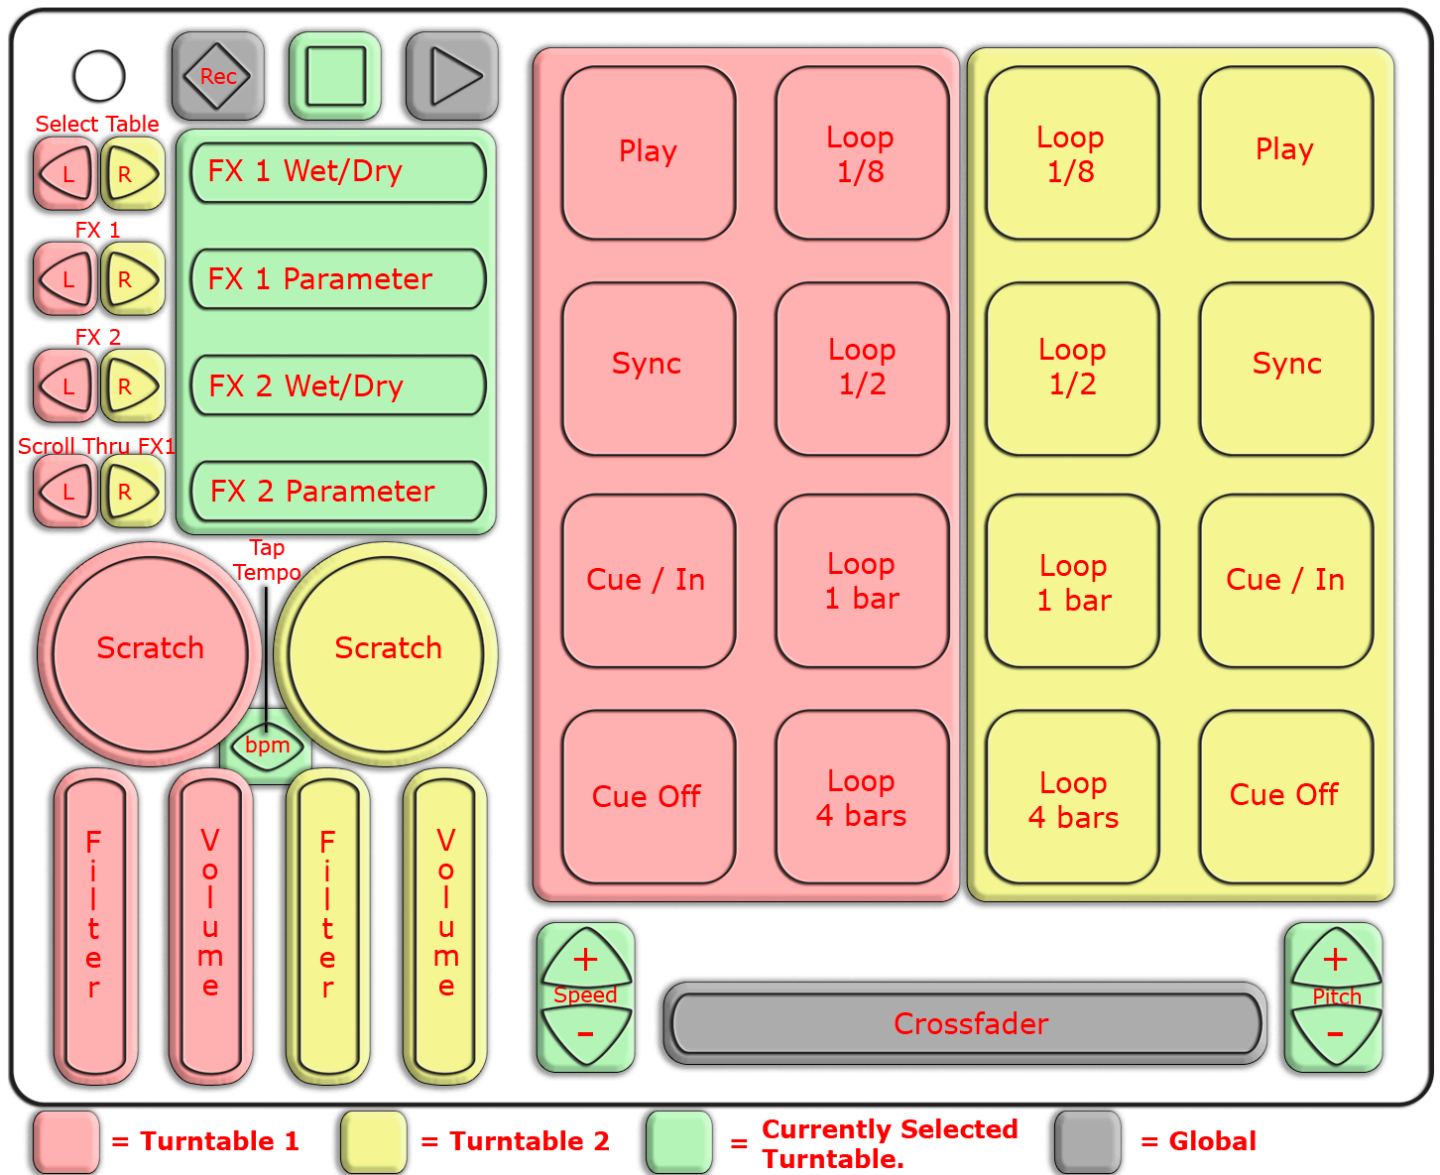 Rec
Select Table
L R
FX 1
L R
FX 2
L R
Scroll Thru FX1
L R
FX 1 Wet/Dry
FX 1 Parameter
FX 2 Wet/Dry
FX 2 Parameter
Tap
Tempo
Scratch
Scratch
bpm
Filter
Volume
Filter
Volume
Play
Loop
1/8
Loop
1/8
Play
Sync
Loop
1/2
Loop
1/2
Sync
Cue / In
Loop
1 bar
Loop
1 bar
Cue / In
Cue Off
Loop
4 bars
Loop
4 bars
Cue Off
+
Speed
-
Crossfader
+
Pitch
-
= Turntable 1
= Turntable 2
= Currently Selected
Turntable.
= Global